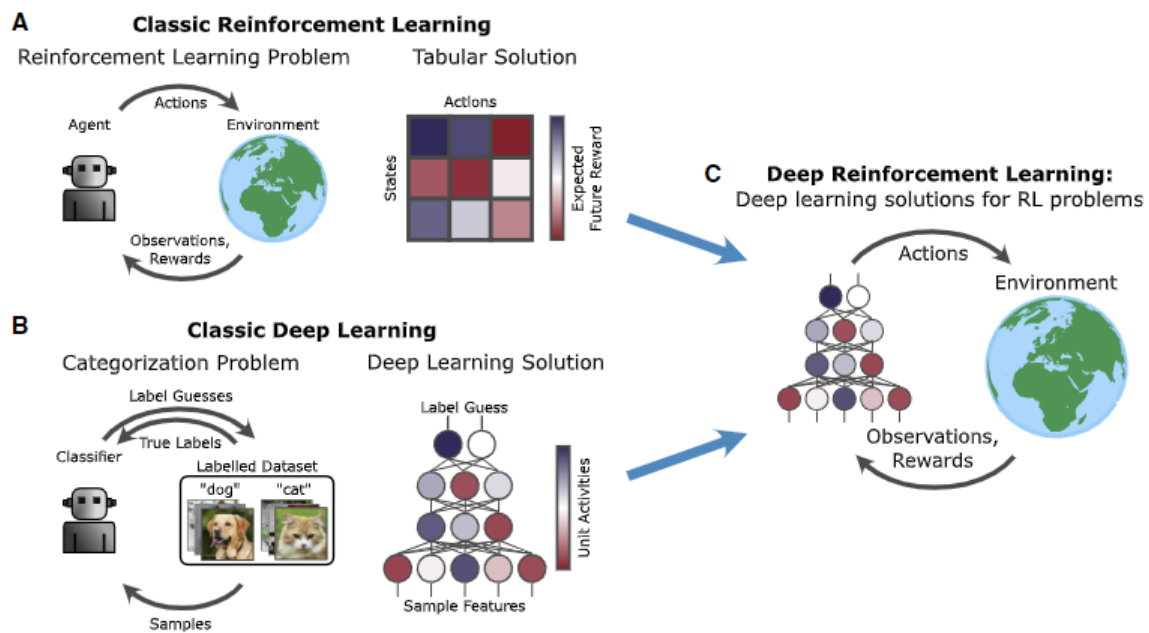 A
Classic Reinforcement Learning
Reinforcement Learning Problem
Tabular Solution
Actions
Agent
Environment
Observations,
Rewards
Actions
States
Expected
Future Reward
B
Classic Deep Learning
Categorization Problem
Deep Learning Solution
Label Guesses
True Labels
Classifier
Labelled Dataset
"dog"
"cat"
Samples
Label Guess
Unit Activities
Sample Features
C
Deep Reinforcement Learning:
Deep learning solutions for RL problems
Actions
Environment
Observations,
Rewards